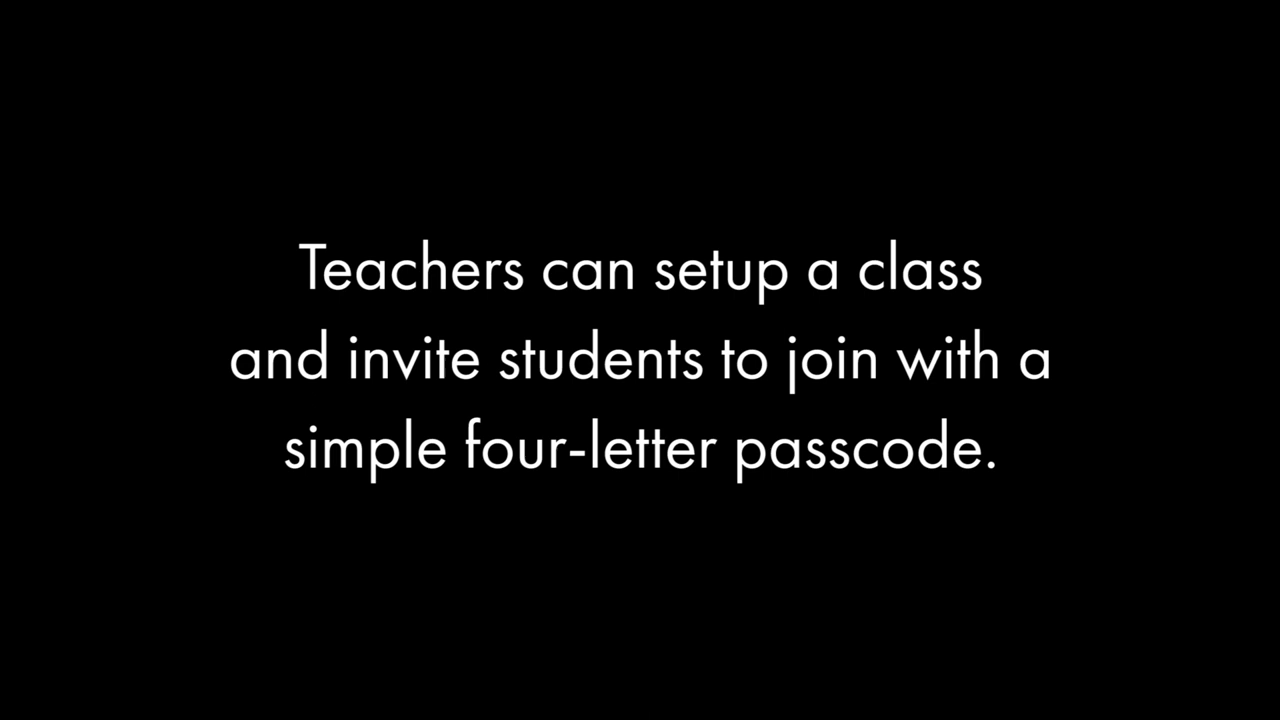 Teachers can setup a class
and invite students to join with a
simple four-letter passcode.